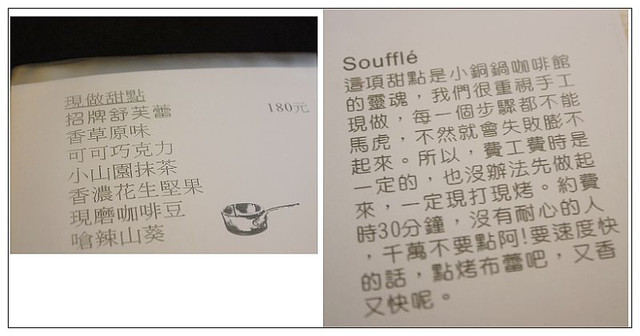 現做甜點
招牌舒芙蕾 180元
香草原味
可可巧克力
小山園抹茶
香濃花生堅果
現磨咖啡豆
嗆辣山葵
Soufflé
這項甜點是小銅鍋咖啡館
的靈魂，我們很重視手工
現做，每一個步驟都不能
馬虎，不然就會失敗膨不
起來。所以，費工費時是
一定的，也沒辦法先做起
來，一定現打現烤。約費
時30分鐘，沒有耐心的人
，千萬不要點阿!要速度快
的話，點烤布蕾吧，又香
又快呢。